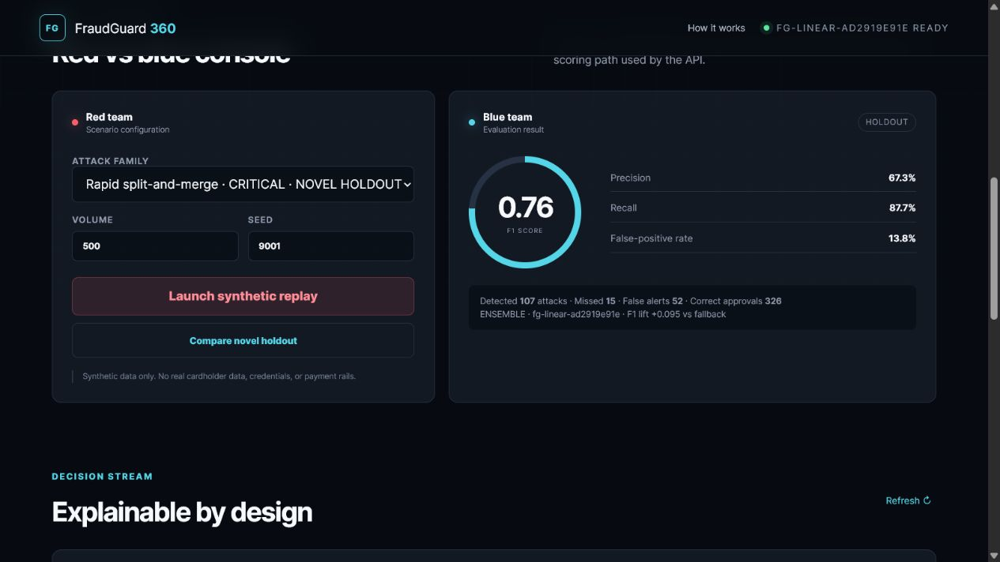 FG
FraudGuard 360
How it works
FG-LINEAR-AD2919E91E READY
Red vs blue console
scoring path used by the API.
Red team
Scenario configuration
ATTACK FAMILY
Rapid split-and-merge · CRITICAL · NOVEL HOLDOUT
VOLUME
SEED
500
9001
Launch synthetic replay
Compare novel holdout
Synthetic data only. No real cardholder data, credentials, or payment rails.
Blue team
Evaluation result
HOLDOUT
0.76
F1 SCORE
Precision
67.3%
Recall
87.7%
False-positive rate
13.8%
Detected 107 attacks · Missed 15 · False alerts 52 · Correct approvals 326
ENSEMBLE · fg-linear-ad2919e91e · F1 lift +0.095 vs fallback
DECISION STREAM
Explainable by design
Refresh ↻